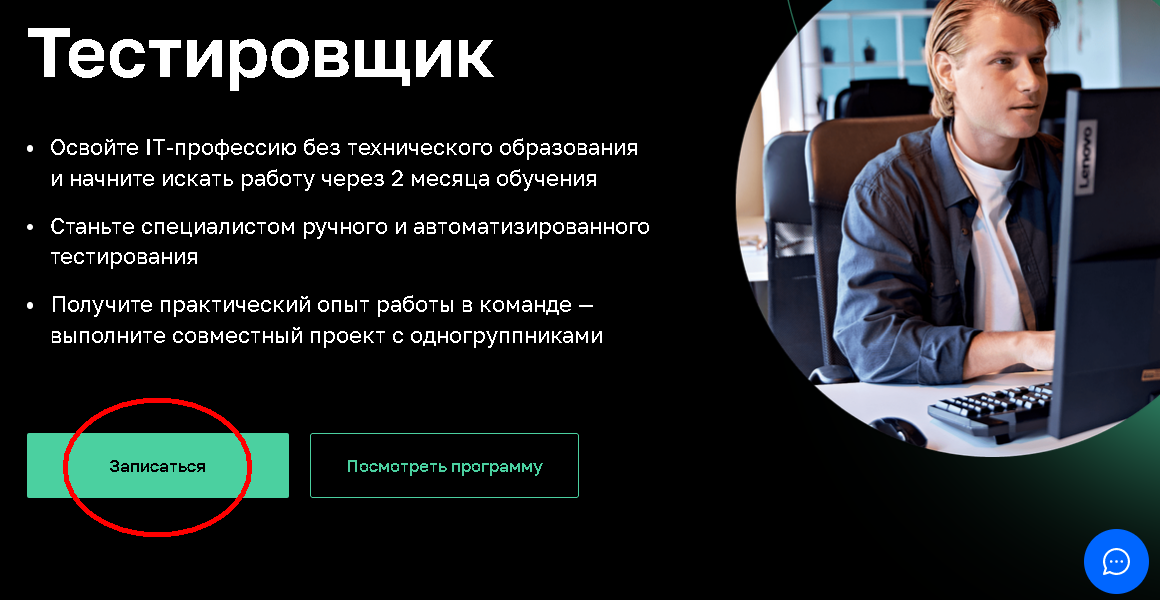 Тестировщик
• Освойте IT-профессию без технического образования
и начните искать работу через 2 месяца обучения
• Станьте специалистом ручного и автоматизированного
тестирования
• Получите практический опыт работы в команде —
выполните совместный проект с одногруппниками
Записаться
Посмотреть программу
Lenovo